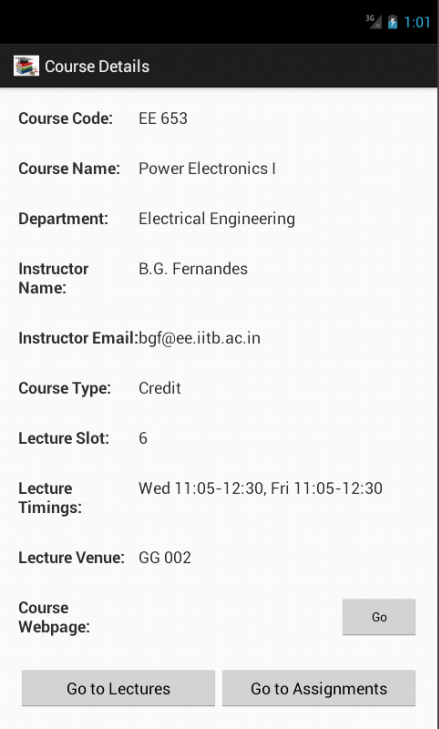 3G 1:01
Course Details
Course Code: EE 653
Course Name: Power Electronics I
Department: Electrical Engineering
Instructor B.G. Fernandes
Name:
Instructor Email:bgf@ee.iitb.ac.in
Course Type: Credit
Lecture Slot: 6
Lecture Wed 11:05-12:30, Fri 11:05-12:30
Timings:
Lecture Venue: GG 002
Course
Webpage:
Go
Go to Lectures Go to Assignments